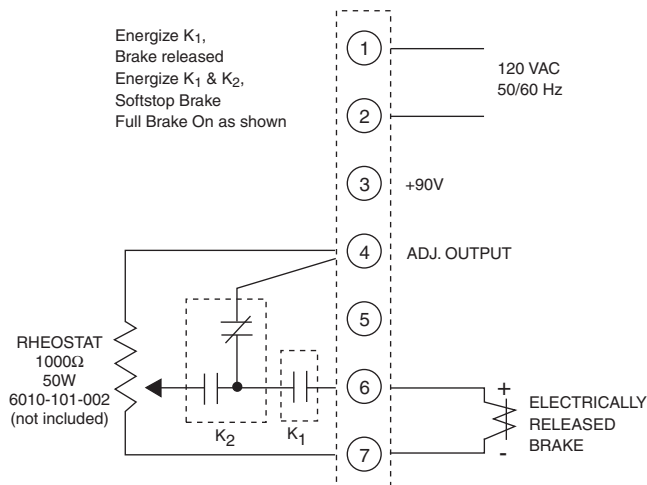 Energize K1,
Brake released
Energize K1 & K2,
Softstop Brake
Full Brake On as shown
1
120 VAC
50/60 Hz
2
3
+90V
4
ADJ. OUTPUT
5
RHEOSTAT
1000Ω
50W
6010-101-002
(not included)
K2
K1
6
7
+
-
ELECTRICALLY
RELEASED
BRAKE